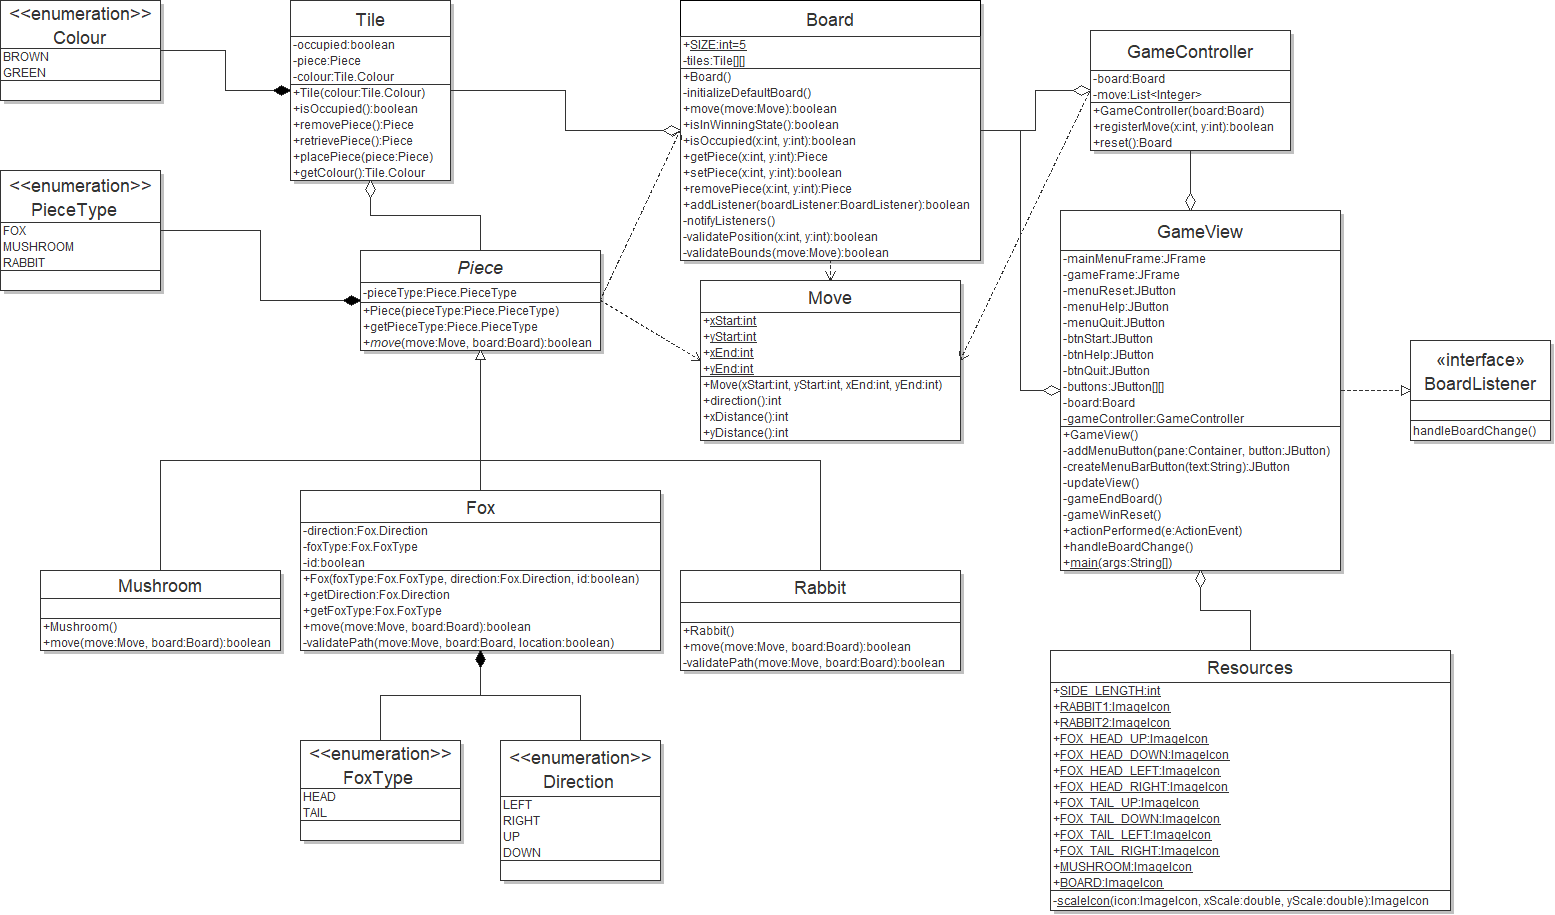 <<enumeration>>
Colour
BROWN
GREEN
Tile
-occupied:boolean
-piece:Piece
-colour:Tile.Colour
+Tile(colour:Tile.Colour)
+isOccupied():boolean
+removePiece():Piece
+retrievePiece():Piece
+placePiece(piece:Piece)
+getColour():Tile.Colour
Board
+SIZE:int=5
-tiles:Tile[][]
+Board()
-initializeDefaultBoard()
+move(move:Move):boolean
+isInWinningState():boolean
+isOccupied(x:int, y:int):boolean
+getPiece(x:int, y:int):Piece
+setPiece(x:int, y:int):boolean
+removePiece(x:int, y:int):Piece
+addListener(boardListener:BoardListener):boolean
-notifyListeners()
-validatePosition(x:int, y:int):boolean
-validateBounds(move:Move):boolean
GameController
-board:Board
-move:List<Integer>
+GameController(board:Board)
+registerMove(x:int, y:int):boolean
+reset():Board
<<enumeration>>
PieceType
FOX
MUSHROOM
RABBIT
Piece
-pieceType:Piece.PieceType
+Piece(pieceType:Piece.PieceType)
+getPieceType:Piece.PieceType
+move(move:Move, board:Board):boolean
Move
+xStart:int
+yStart:int
+xEnd:int
+yEnd:int
+Move(xStart:int, yStart:int, xEnd:int, yEnd:int)
+direction():int
+xDistance():int
+yDistance():int
GameView
-mainMenuFrame:JFrame
-gameFrame:JFrame
-menuReset:JButton
-menuHelp:JButton
-menuQuit:JButton
-btnStart:JButton
-btnHelp:JButton
-btnQuit:JButton
-buttons:JButton[][]
-board:Board
-gameController:GameController
+GameView()
-addMenuButton(pane:Container, button:JButton)
-createMenuBarButton(text:String):JButton
-updateView()
-gameEndBoard()
-gameWinReset()
+actionPerformed(e:ActionEvent)
+handleBoardChange()
+main(args:String[])
«interface»
BoardListener
handleBoardChange()
Mushroom
+Mushroom()
+move(move:Move, board:Board):boolean
Fox
-direction:Fox.Direction
-foxType:Fox.FoxType
-id:boolean
+Fox(foxType:Fox.FoxType, direction:Fox.Direction, id:boolean)
+getDirection:Fox.Direction
+getFoxType:Fox.FoxType
+move(move:Move, board:Board):boolean
-validatePath(move:Move, board:Board, location:boolean)
Rabbit
+Rabbit()
+move(move:Move, board:Board):boolean
-validatePath(move:Move, board:Board):boolean
<<enumeration>>
FoxType
HEAD
TAIL
<<enumeration>>
Direction
LEFT
RIGHT
UP
DOWN
Resources
+SIDE_LENGTH:int
+RABBIT1:ImageIcon
+RABBIT2:ImageIcon
+FOX_HEAD_UP:ImageIcon
+FOX_HEAD_DOWN:ImageIcon
+FOX_HEAD_LEFT:ImageIcon
+FOX_HEAD_RIGHT:ImageIcon
+FOX_TAIL_UP:ImageIcon
+FOX_TAIL_DOWN:ImageIcon
+FOX_TAIL_LEFT:ImageIcon
+FOX_TAIL_RIGHT:ImageIcon
+MUSHROOM:ImageIcon
+BOARD:ImageIcon
-scaleIcon(icon:ImageIcon, xScale:double, yScale:double):ImageIcon